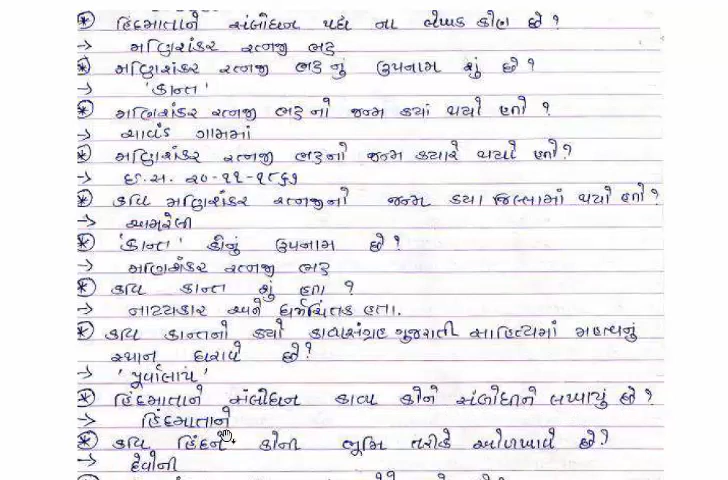 * હિંદમાતાને સંબોધન પદ્ય ના લેખક કોણ છે?
→ મણિશંકર રત્નજી ભટ્ટ
* મણિશંકર રત્નજી ભટ્ટનું ઉપનામ શું છે?
→ 'કાન્ત'
* મણિશંકર રત્નજી ભટ્ટનો જન્મ ક્યાં થયો હતો?
→ ચાવંડ ગામમાં
* મણિશંકર રત્નજી ભટ્ટનો જન્મ ક્યારે થયો હતો?
→ ઈ.સ. ૨૦-૧૧-૧૮૬૭
* કવિ મણિશંકર રત્નજીનો જન્મ કયા જિલ્લામાં થયો હતો?
→ અમરેલી
* 'કાન્ત' કોનું ઉપનામ છે?
→ મણિશંકર રત્નજી ભટ્ટ
* કવિ કાન્ત શું હતા?
→ નાટ્યકાર અને ધર્મચિંતક હતા.
* કવિ કાન્તનો કયો કાવ્યસંગ્રહ ગુજરાતી સાહિત્યમાં મહત્વનું
સ્થાન ધરાવે છે?
→ 'પૂર્વાલાપ'
* હિંદમાતાને સંબોધન કાવ્ય કોને સંબોધીને લખાયું છે?
→ હિંદમાતાને
* કવિ હિંદને કોની ભૂમિ તરીકે ઓળખાવે છે?
→ દેવોની